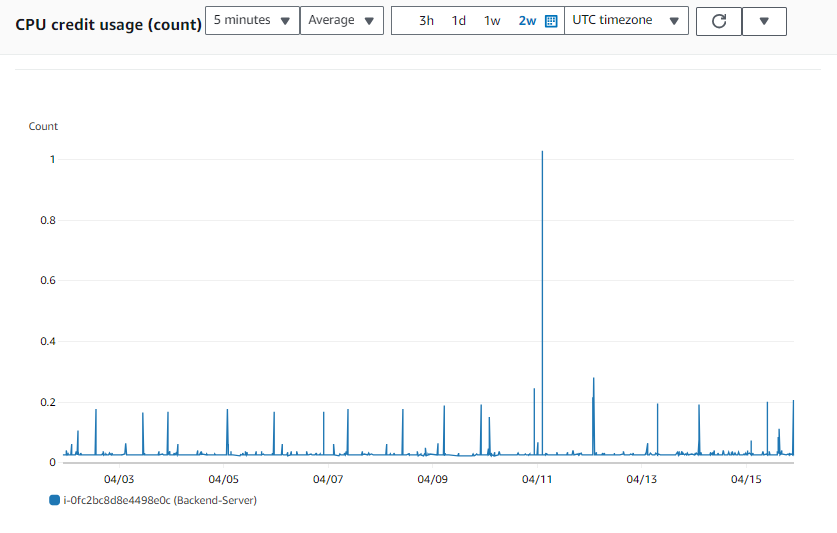 CPU credit usage (count) 5 minutes Average 3h 1d 1w 2w UTC timezone
Count
1
0.8
0.6
0.4
0.2
0
04/03 04/05 04/07 04/09 04/11 04/13 04/15
i-0fc2bc8d8e4498e0c (Backend-Server)